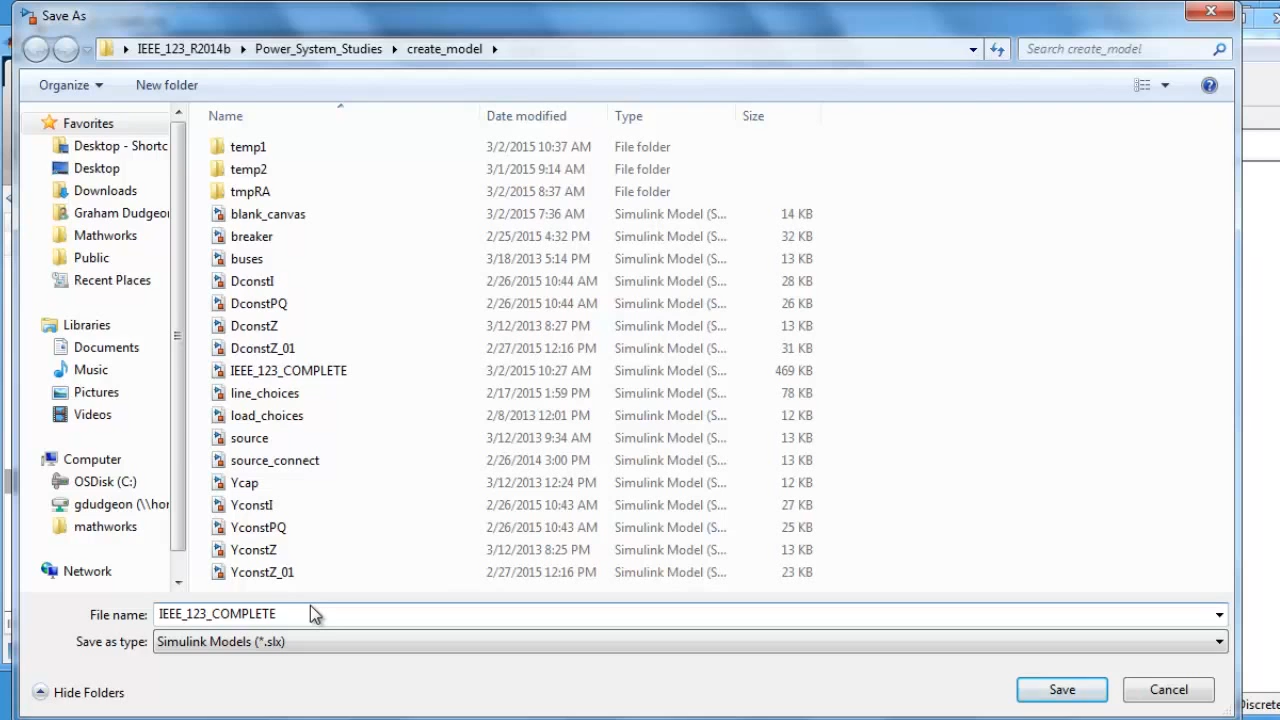 Save As
IEEE_123_R2014b Power_System_Studies create_model Search create_model
Organize New folder
Name Date modified Type Size
Favorites
Desktop - Shortc
Desktop
Downloads
Graham Dudgeor
Mathworks
Public
Recent Places
Libraries
Documents
Music
Pictures
Videos
Computer
OSDisk (C:)
gdudgeon (\\hor
mathworks
Network
temp1 3/2/2015 10:37 AM File folder
temp2 3/1/2015 9:14 AM File folder
tmpRA 3/2/2015 8:37 AM File folder
blank_canvas 3/2/2015 7:36 AM Simulink Model (S... 14 KB
breaker 2/25/2015 4:32 PM Simulink Model (S... 32 KB
buses 3/18/2013 5:14 PM Simulink Model (S... 13 KB
DconstI 2/26/2015 10:44 AM Simulink Model (S... 28 KB
DconstPQ 2/26/2015 10:44 AM Simulink Model (S... 26 KB
DconstZ 3/12/2013 8:27 PM Simulink Model (S... 13 KB
DconstZ_01 2/27/2015 12:16 PM Simulink Model (S... 31 KB
IEEE_123_COMPLETE 3/2/2015 10:27 AM Simulink Model (S... 469 KB
line_choices 2/17/2015 1:59 PM Simulink Model (S... 78 KB
load_choices 2/8/2013 12:01 PM Simulink Model (S... 12 KB
source 3/12/2013 9:34 AM Simulink Model (S... 13 KB
source_connect 2/26/2014 3:00 PM Simulink Model (S... 13 KB
Ycap 3/12/2013 12:24 PM Simulink Model (S... 12 KB
YconstI 2/26/2015 10:43 AM Simulink Model (S... 27 KB
YconstPQ 2/26/2015 10:43 AM Simulink Model (S... 25 KB
YconstZ 3/12/2013 8:25 PM Simulink Model (S... 13 KB
YconstZ_01 2/27/2015 12:16 PM Simulink Model (S... 23 KB
File name: IEEE_123_COMPLETE
Save as type: Simulink Models (*.slx)
Hide Folders Save Cancel
Discrete